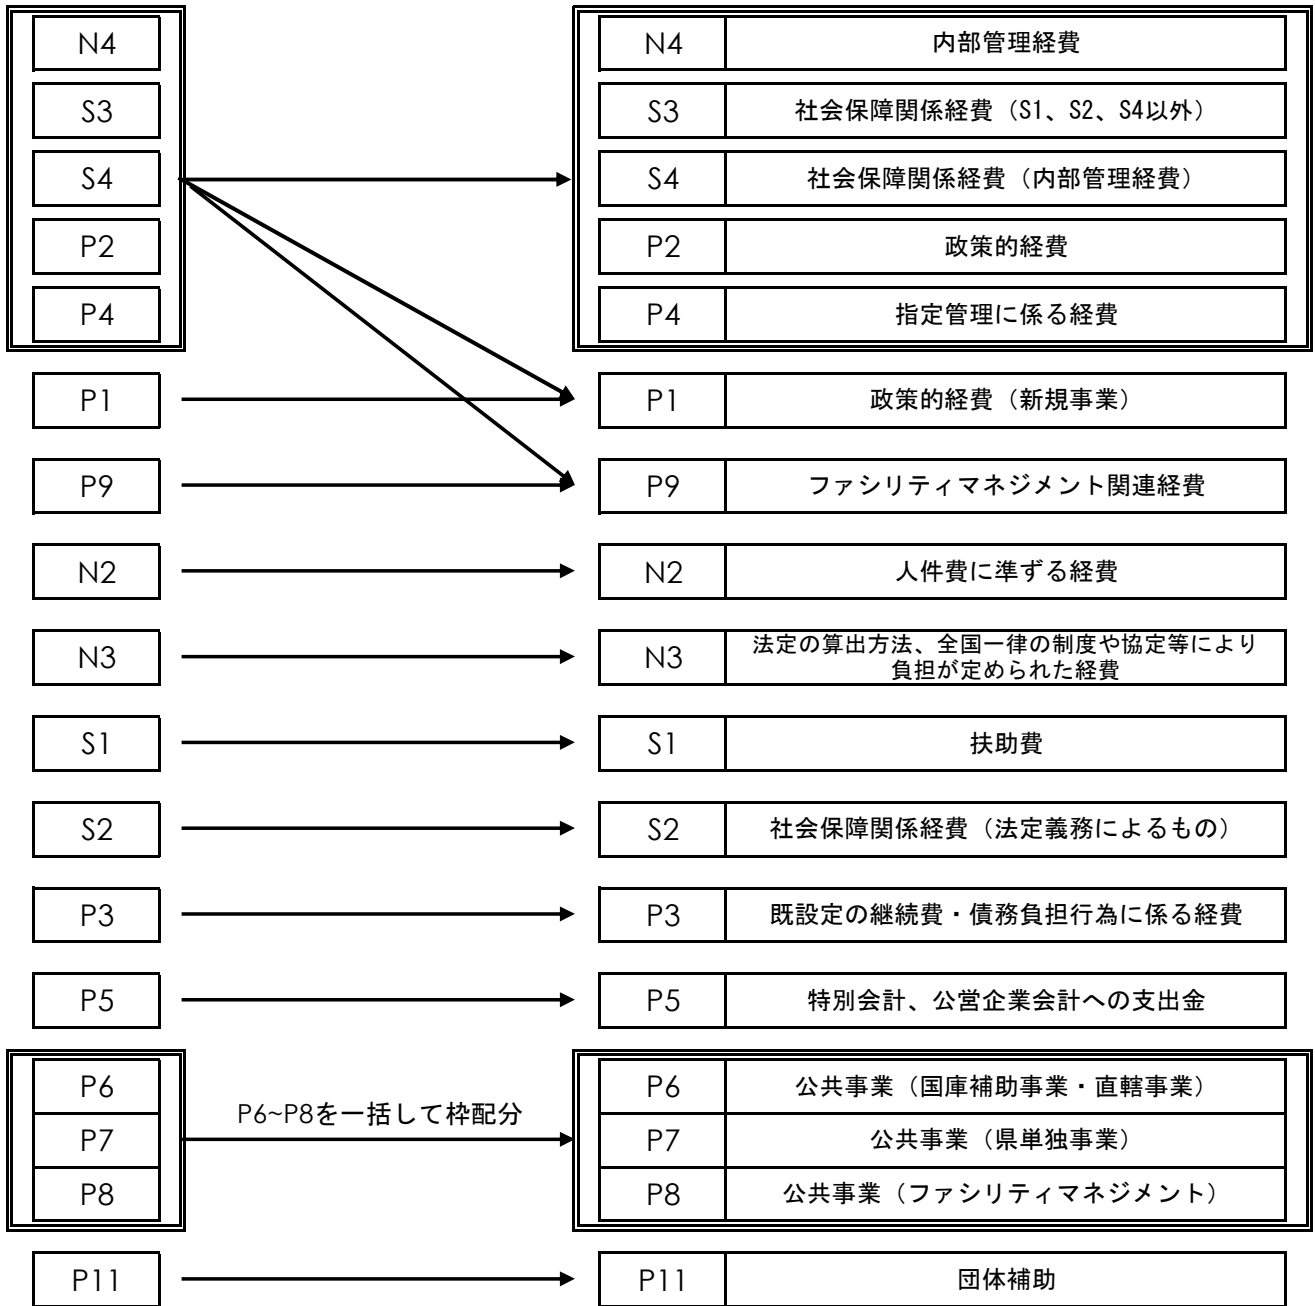 N4 N4 内部管理経費
S3 S3 社会保障関係経費（S1、S2、S4以外）
S4 S4 社会保障関係経費（内部管理経費）
P2 P2 政策的経費
P4 P4 指定管理に係る経費
P1 P1 政策的経費（新規事業）
P9 P9 ファシリティマネジメント関連経費
N2 N2 人件費に準ずる経費
N3 N3 法定の算出方法、全国一律の制度や協定等により
負担が定められた経費
S1 S1 扶助費
S2 S2 社会保障関係経費（法定義務によるもの）
P3 P3 既設定の継続費・債務負担行為に係る経費
P5 P5 特別会計、公営企業会計への支出金
P6 P6 公共事業（国庫補助事業・直轄事業）
P6~P8を一括して枠配分
P7 P7 公共事業（県単独事業）
P8 P8 公共事業（ファシリティマネジメント）
P11 P11 団体補助